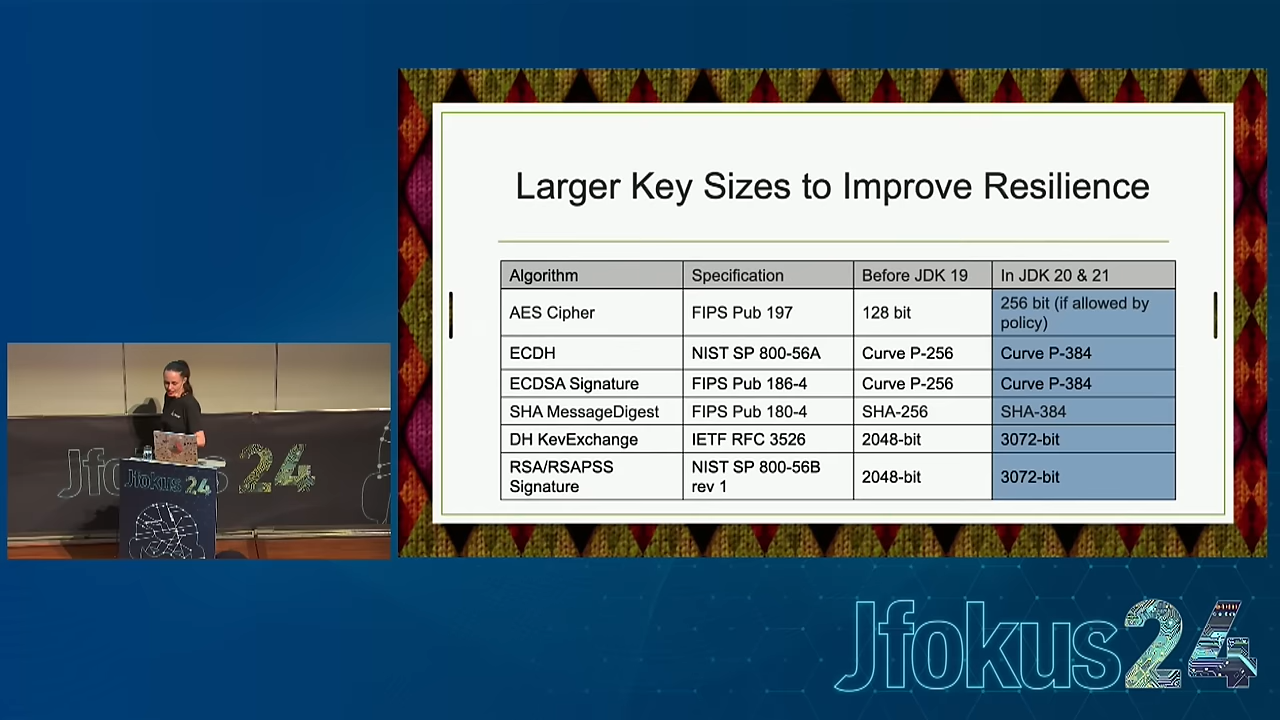 Larger Key Sizes to Improve Resilience
Algorithm Specification Before JDK 19 In JDK 20 & 21
AES Cipher FIPS Pub 197 128 bit 256 bit (if allowed by
policy)
ECDH NIST SP 800-56A Curve P-256 Curve P-384
ECDSA Signature FIPS Pub 186-4 Curve P-256 Curve P-384
SHA MessageDigest FIPS Pub 180-4 SHA-256 SHA-384
DH KeyExchange IETF RFC 3526 2048-bit 3072-bit
RSA/RSAPSS
Signature NIST SP 800-56B
rev 1 2048-bit 3072-bit
Jfokus 24
Jfokus 24
Jfokus24